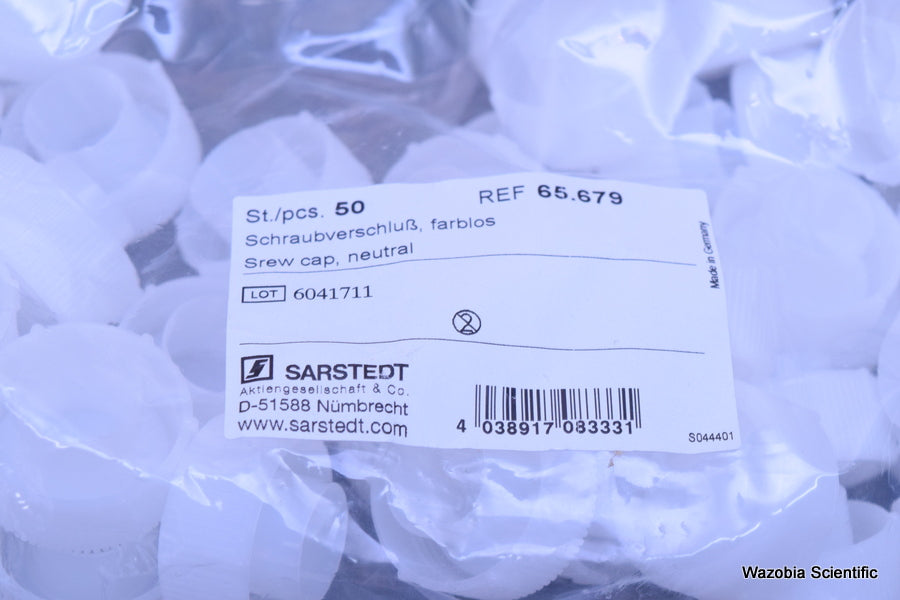 St./pcs. 50 REF 65.679
Schraubverschluß, farblos
Srew cap, neutral
Made in Germany
LOT 6041711
2
SARSTEDT
Aktiengesellschaft & Co.
D-51588 Nümbrecht
www.sarstedt.com
4 038917 083331
S044401
Wazobia Scientific